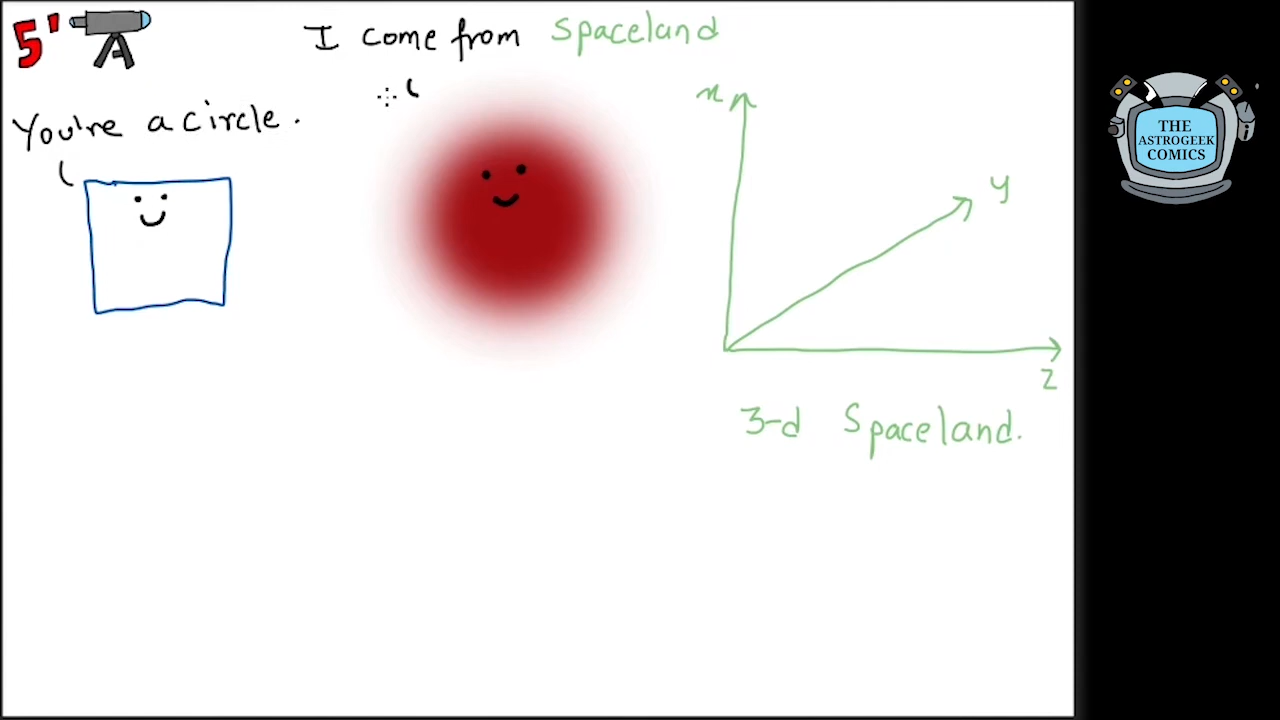 5'
I come from Spaceland
You're a circle.
x
y
z
3-d Spaceland.
THE
ASTROGEEK
COMICS